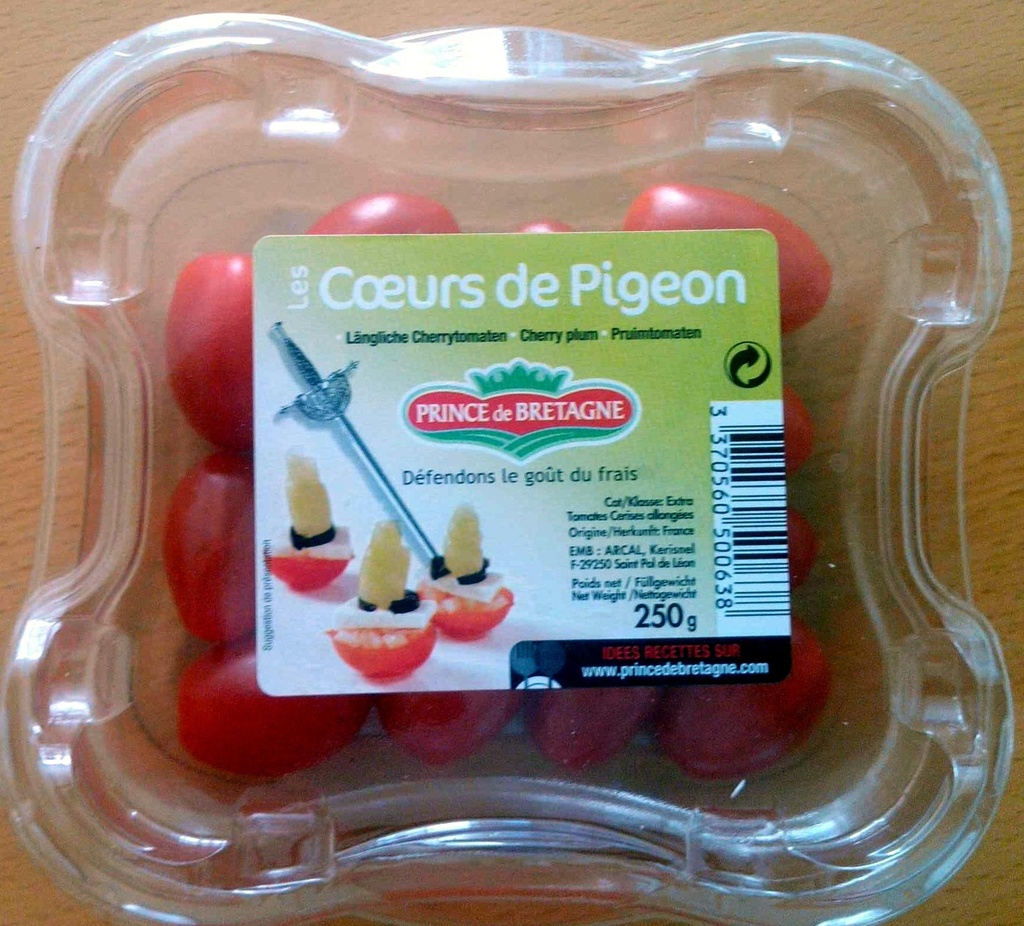 Les Cœurs de Pigeon
• Längliche Cherrytomaten • Cherry plum • Pruimtomaten
PRINCE de BRETAGNE
Défendons le goût du frais
Cat/Klasse: Extra
Tomates Cerises allongées
Origine/Herkunft: France
EMB : ARCAL, Kerisnel
F-29250 Saint Pol de Léon
Poids net / Füllgewicht
Net Weight /Nettogewicht
250 g
3 370560 500638
Suggestion de présentation
IDEES RECETTES SUR
www.princedebretagne.com